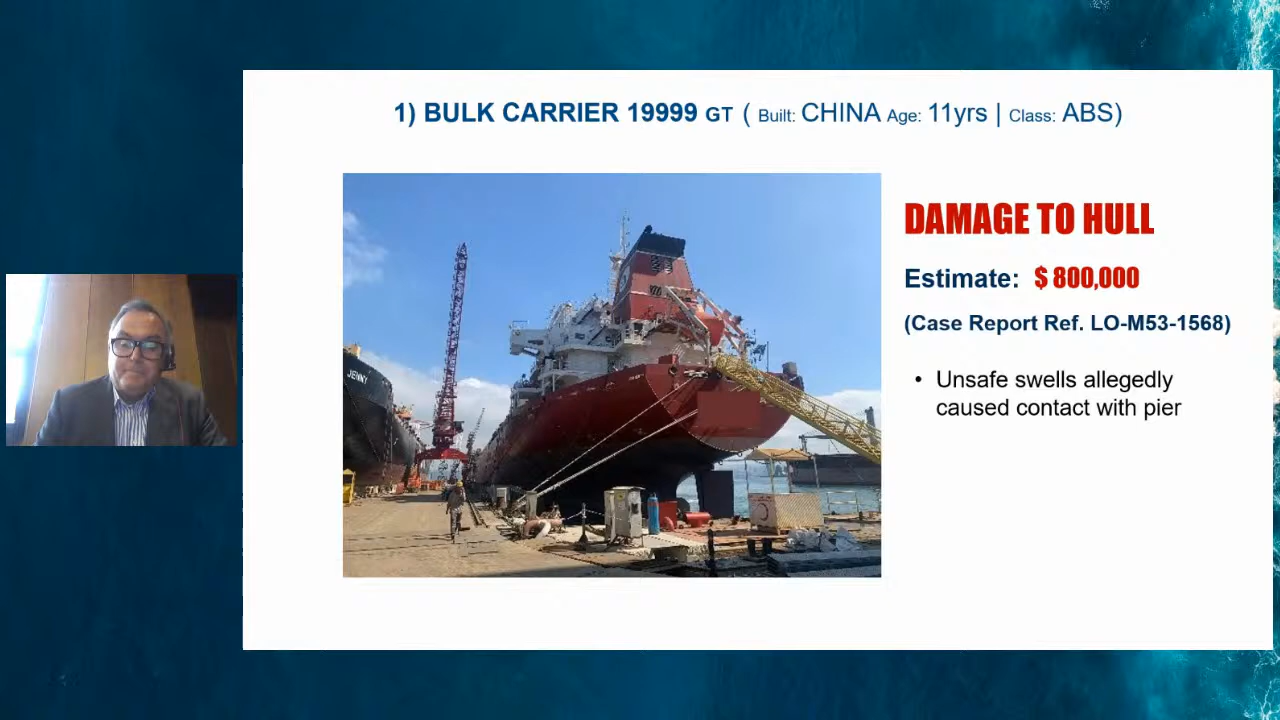 1) BULK CARRIER 19999 GT ( Built: CHINA Age: 11yrs | Class: ABS)
DAMAGE TO HULL
Estimate: $ 800,000
(Case Report Ref. LO-M53-1568)
• Unsafe swells allegedly
caused contact with pier
JENNY